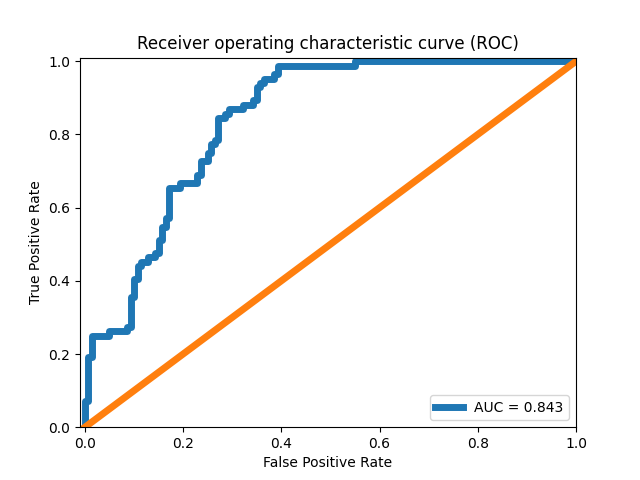 Receiver operating characteristic curve (ROC)
1.0
0.8
0.6
0.4
0.2
0.0
True Positive Rate
AUC = 0.843
0.0 0.2 0.4 0.6 0.8 1.0
False Positive Rate